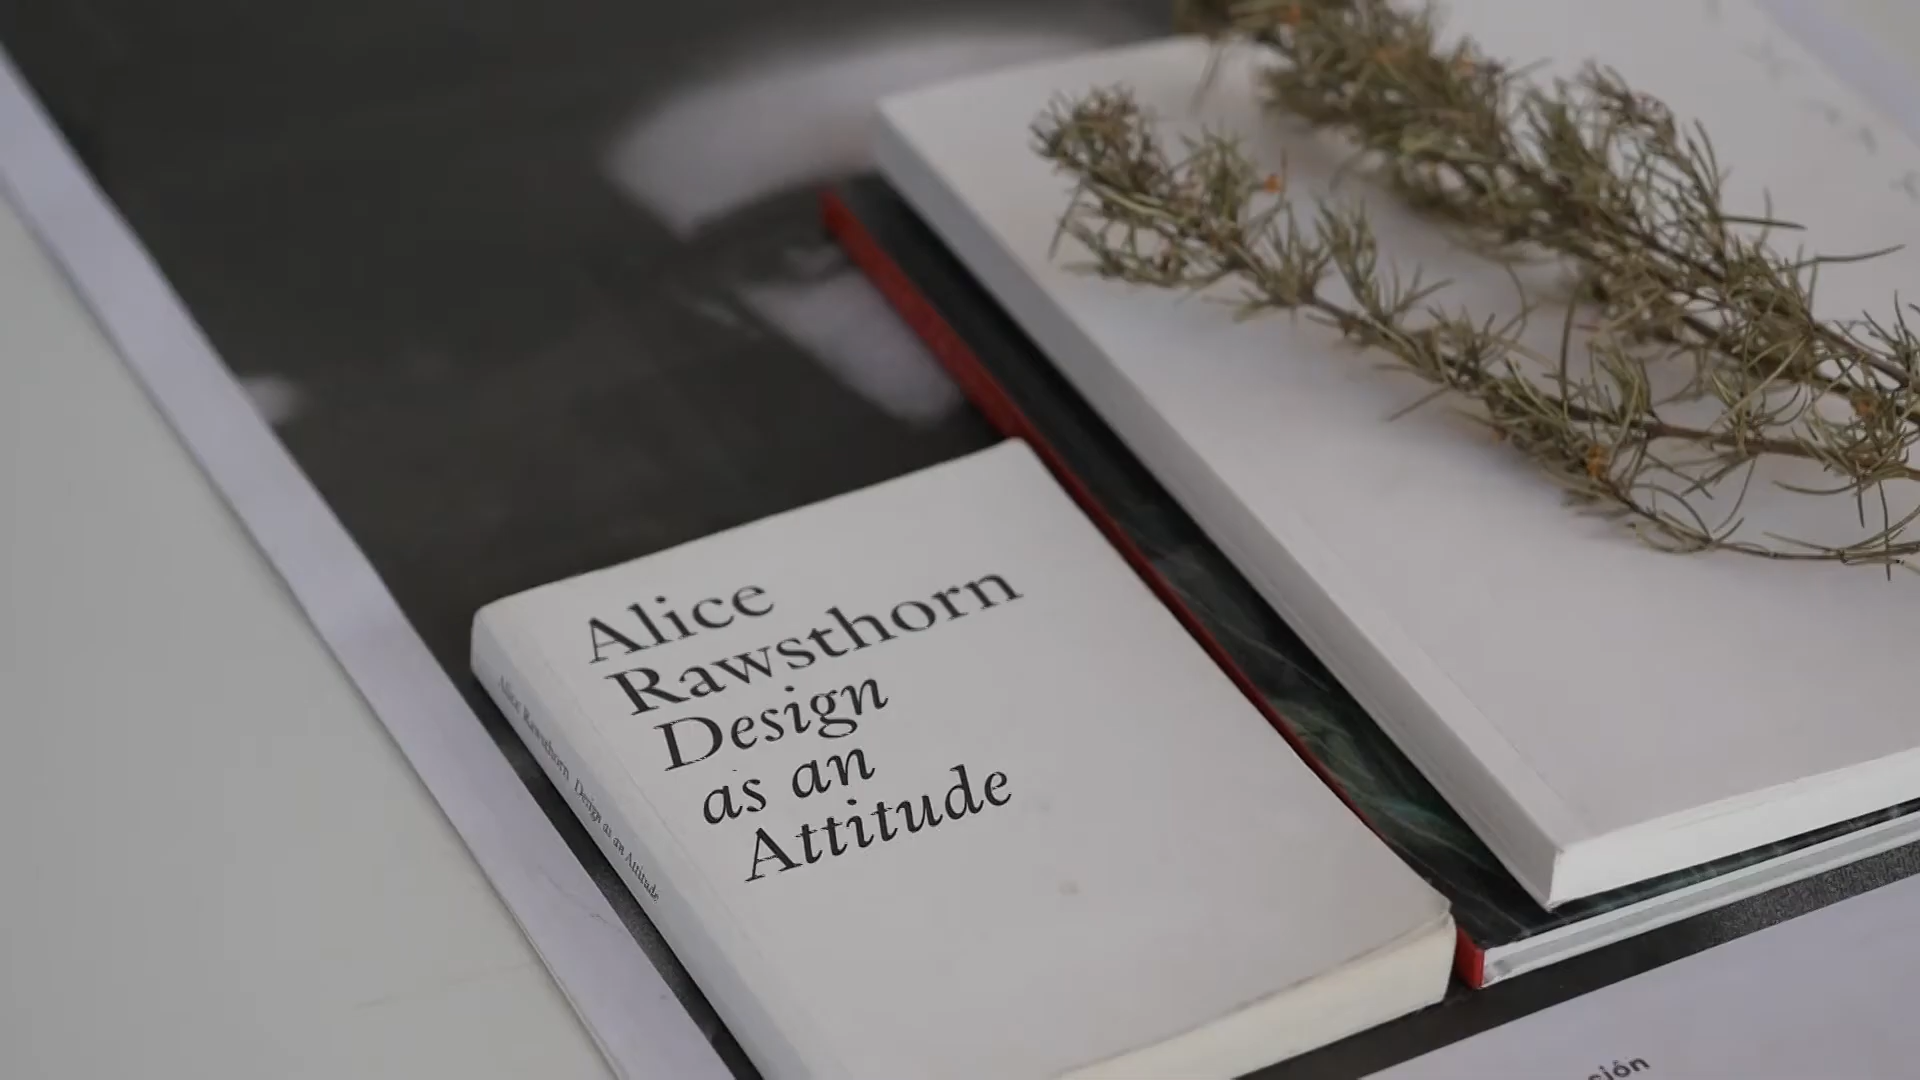 Alice
Rawsthorn
Design
as an
Attitude
Alice Rawsthorn Design as an Attitude